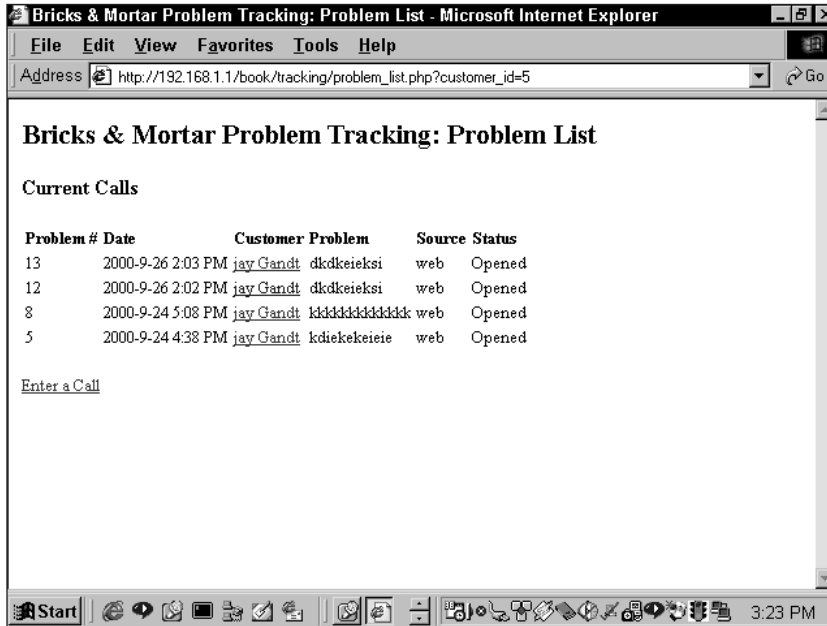 Bricks & Mortar Problem Tracking: Problem List - Microsoft Internet Explorer
File Edit View Favorites Tools Help
Address http://192.168.1.1/book/tracking/problem_list.php?customer_id=5 Go
Bricks & Mortar Problem Tracking: Problem List
Current Calls
Problem # Date Customer Problem Source Status
13 2000-9-26 2:03 PM jay Gandt dkdkeieksi web Opened
12 2000-9-26 2:02 PM jay Gandt dkdkeieksi web Opened
8 2000-9-24 5:08 PM jay Gandt kkkkkkkkkkkk web Opened
5 2000-9-24 4:38 PM jay Gandt kdiekekeieie web Opened
Enter a Call
Start 3:23 PM